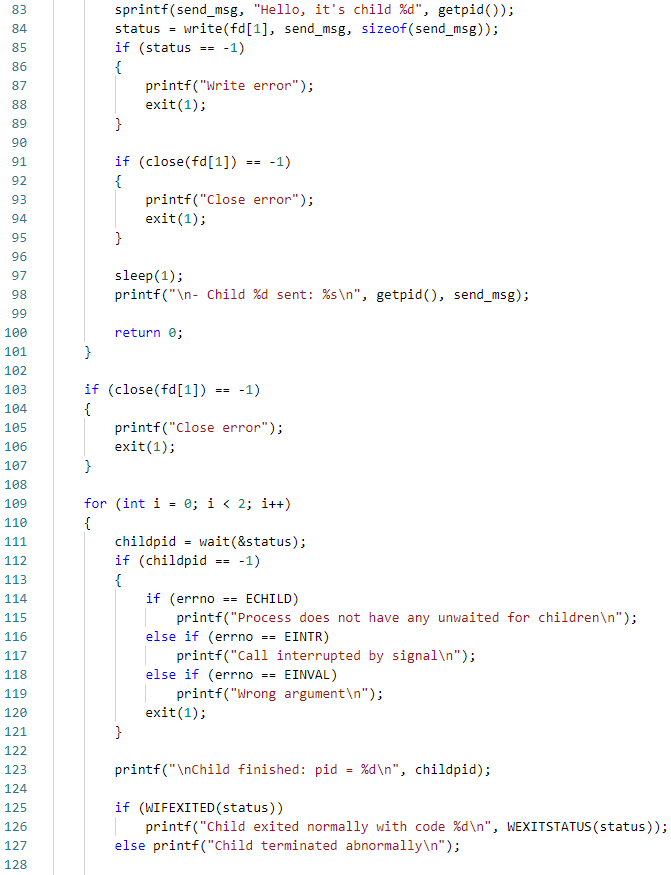 83 sprintf(send_msg, "Hello, it's child %d", getpid());
84 status = write(fd[1], send_msg, sizeof(send_msg));
85 if (status == -1)
86 {
87 printf("Write error");
88 exit(1);
89 }
90
91 if (close(fd[1]) == -1)
92 {
93 printf("Close error");
94 exit(1);
95 }
96
97 sleep(1);
98 printf("\n- Child %d sent: %s\n", getpid(), send_msg);
99
100 return 0;
101 }
102
103 if (close(fd[1]) == -1)
104 {
105 printf("Close error");
106 exit(1);
107 }
108
109 for (int i = 0; i < 2; i++)
110 {
111 childpid = wait(&status);
112 if (childpid == -1)
113 {
114 if (errno == ECHILD)
115 printf("Process does not have any unwaited for children\n");
116 else if (errno == EINTR)
117 printf("Call interrupted by signal\n");
118 else if (errno == EINVAL)
119 printf("Wrong argument\n");
120 exit(1);
121 }
122
123 printf("\nChild finished: pid = %d\n", childpid);
124
125 if (WIFEXITED(status))
126 printf("Child exited normally with code %d\n", WEXITSTATUS(status));
127 else printf("Child terminated abnormally\n");
128